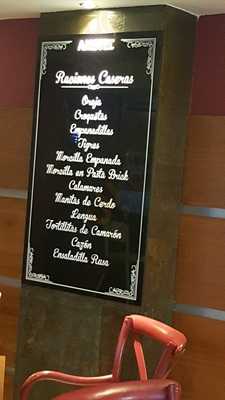 Raciones Caseras
Oreja
Croquetas
Empanadillas
Tigres
Morcilla Empanada
Morcilla en Pasta Brick
Calamares
Manitas de Cerdo
Lengua
Tortillitas de Camarón
Cazón
Ensaladilla Rusa